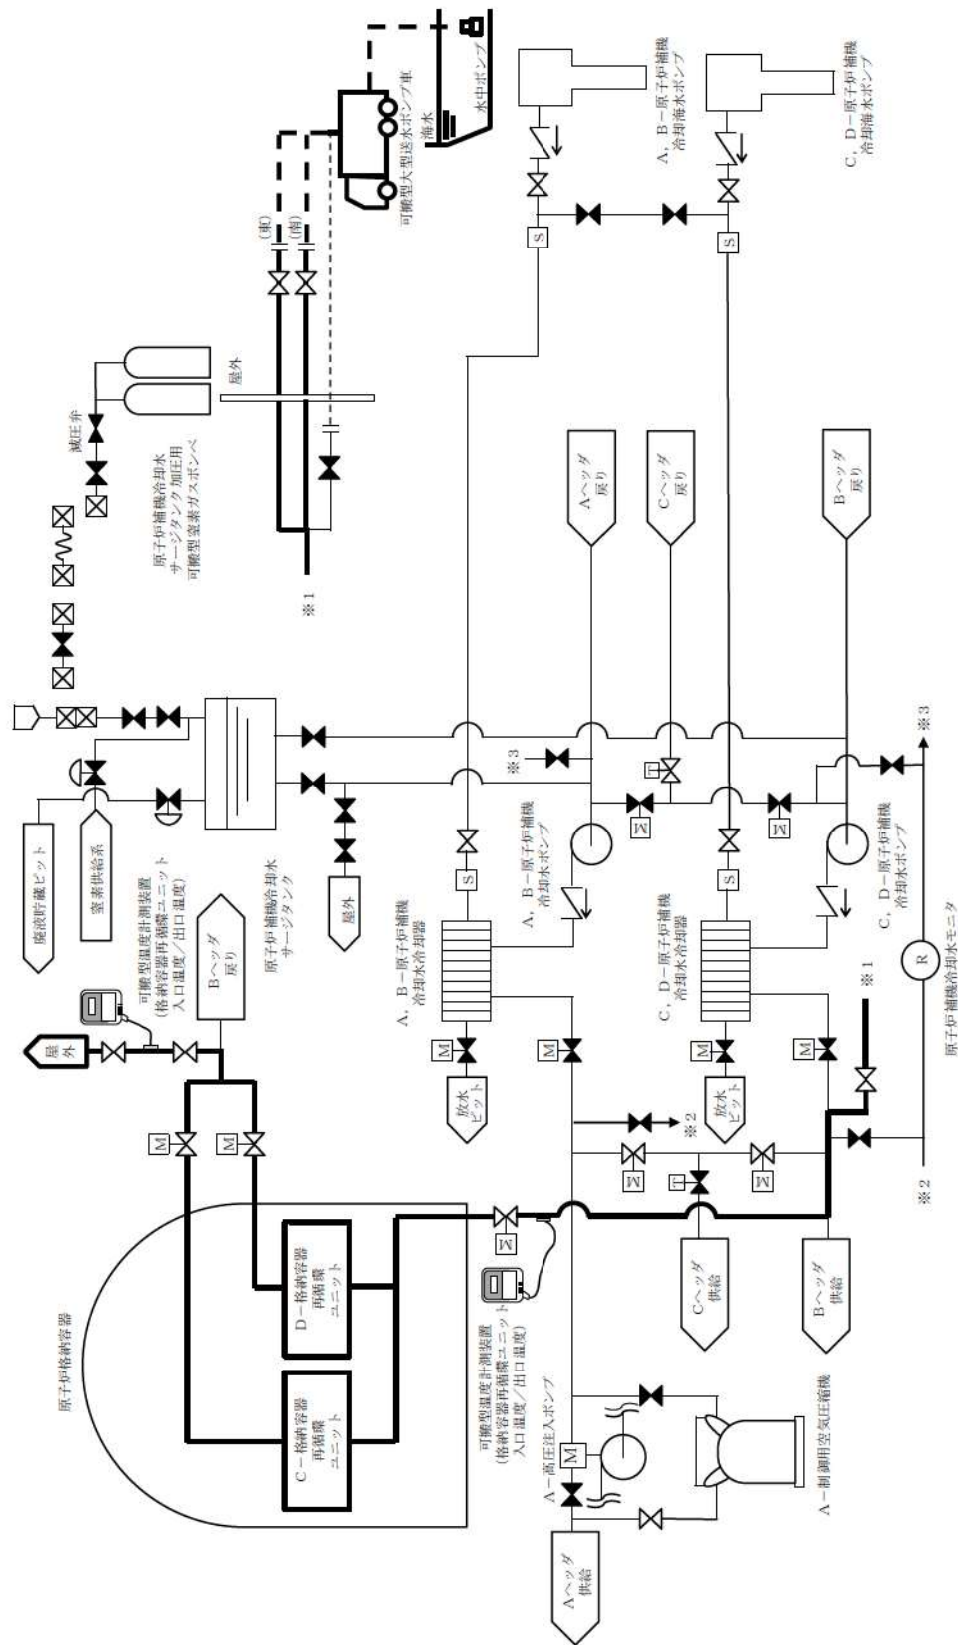 原子炉格納容器
C－格納容器
再循環
ユニット
D－格納容器
再循環
ユニット
M
M
屋外
可搬型温度計測装置
(格納容器再循環ユニット
入口温度／出口温度)
Bヘッダ
戻り
廃液貯蔵ピット
窒素供給系
原子炉補機冷却水
サージタンク
屋外
原子炉補機冷却水
サージタンク加圧用
可搬型窒素ガスボンベ
減圧弁
屋外
※1
(東)
(南)
可搬型大型送水ポンプ車
海水
水中ポンプ
M
可搬型温度計測装置
(格納容器再循環ユニット
入口温度／出口温度)
放水
ピット
M
A，B－原子炉補機
冷却水冷却器
S
S
A，B－原子炉補機
冷却海水ポンプ
M
A，B－原子炉補機
冷却水ポンプ
※3
Aヘッダ
戻り
Aヘッダ
供給
M
A－高圧注入ポンプ
A－制御用空気圧縮機
※2
M
T
M
Cヘッダ
供給
M
T
M
Cヘッダ
戻り
放水
ピット
M
C，D－原子炉補機
冷却水冷却器
S
S
C，D－原子炉補機
冷却海水ポンプ
M
C，D－原子炉補機
冷却水ポンプ
Bヘッダ
戻り
Bヘッダ
供給
※1
※2
R
原子炉補機冷却水モニタ
※3